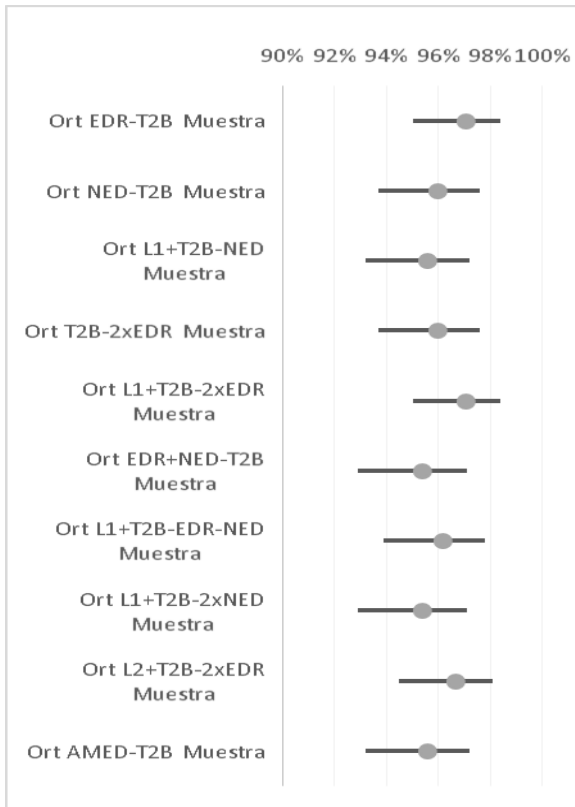 90% 92% 94% 96% 98% 100%
Ort EDR-T2B Muestra
Ort NED-T2B Muestra
Ort L1+T2B-NED
Muestra
Ort T2B-2xEDR Muestra
Ort L1+T2B-2xEDR
Muestra
Ort EDR+NED-T2B
Muestra
Ort L1+T2B-EDR-NED
Muestra
Ort L1+T2B-2xNED
Muestra
Ort L2+T2B-2xEDR
Muestra
Ort AMED-T2B Muestra